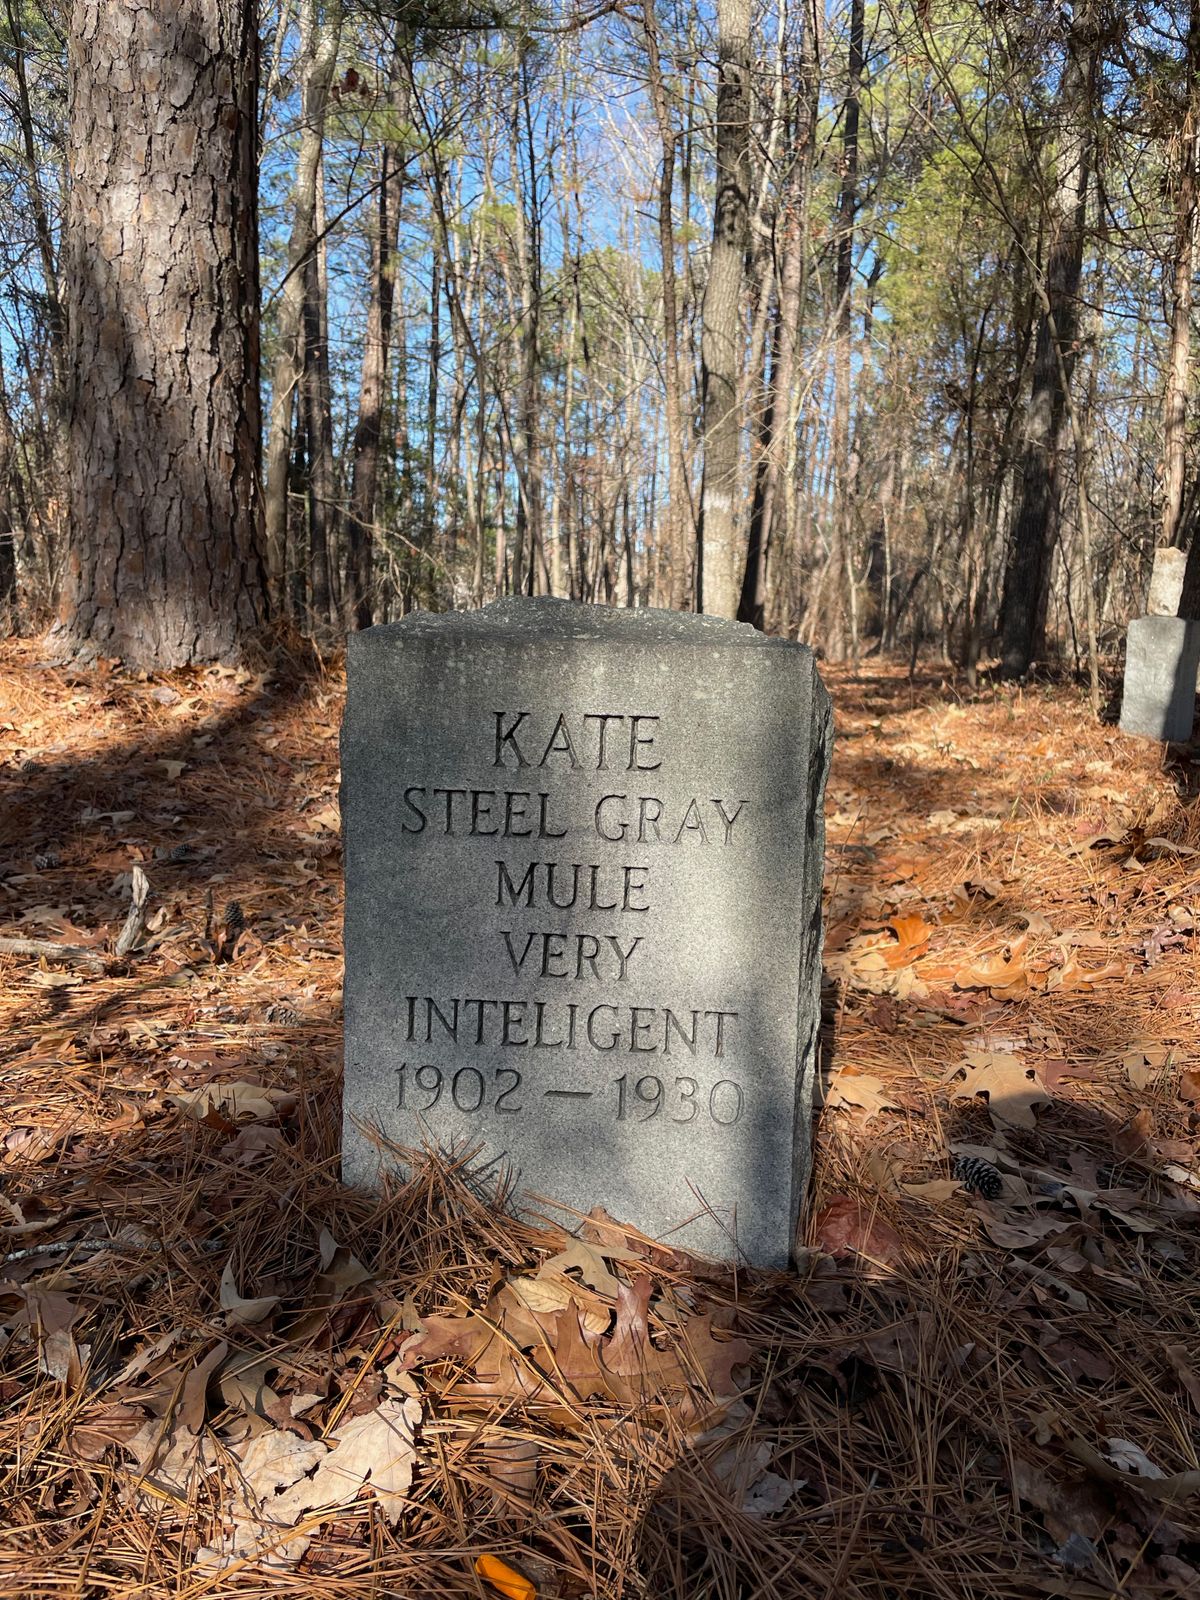 KATE
STEEL GRAY
MULE
VERY
INTELIGENT
1902 — 1930